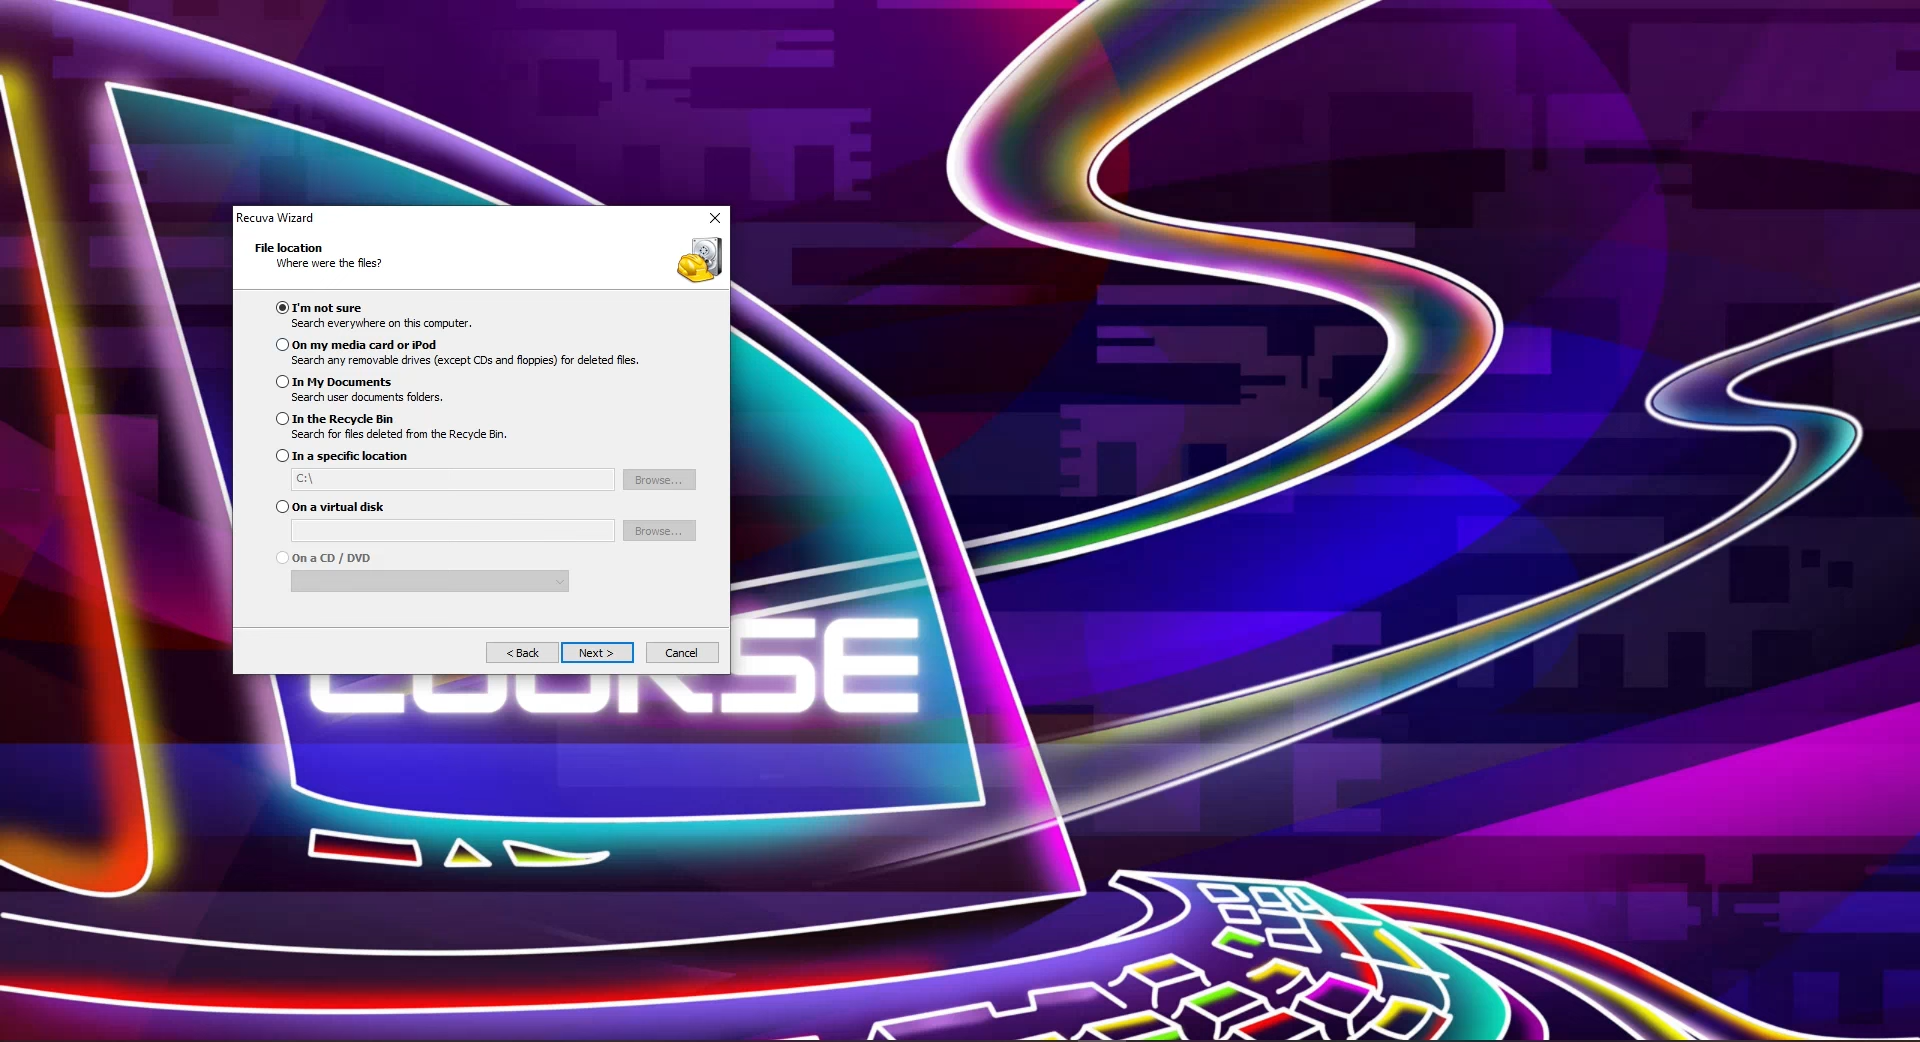 Recuva Wizard
File location
Where were the files?
I'm not sure
Search everywhere on this computer.
On my media card or iPod
Search any removable drives (except CDs and floppies) for deleted files.
In My Documents
Search user documents folders.
In the Recycle Bin
Search for files deleted from the Recycle Bin.
In a specific location
C:\
Browse...
On a virtual disk
Browse...
On a CD / DVD
< Back
Next >
Cancel